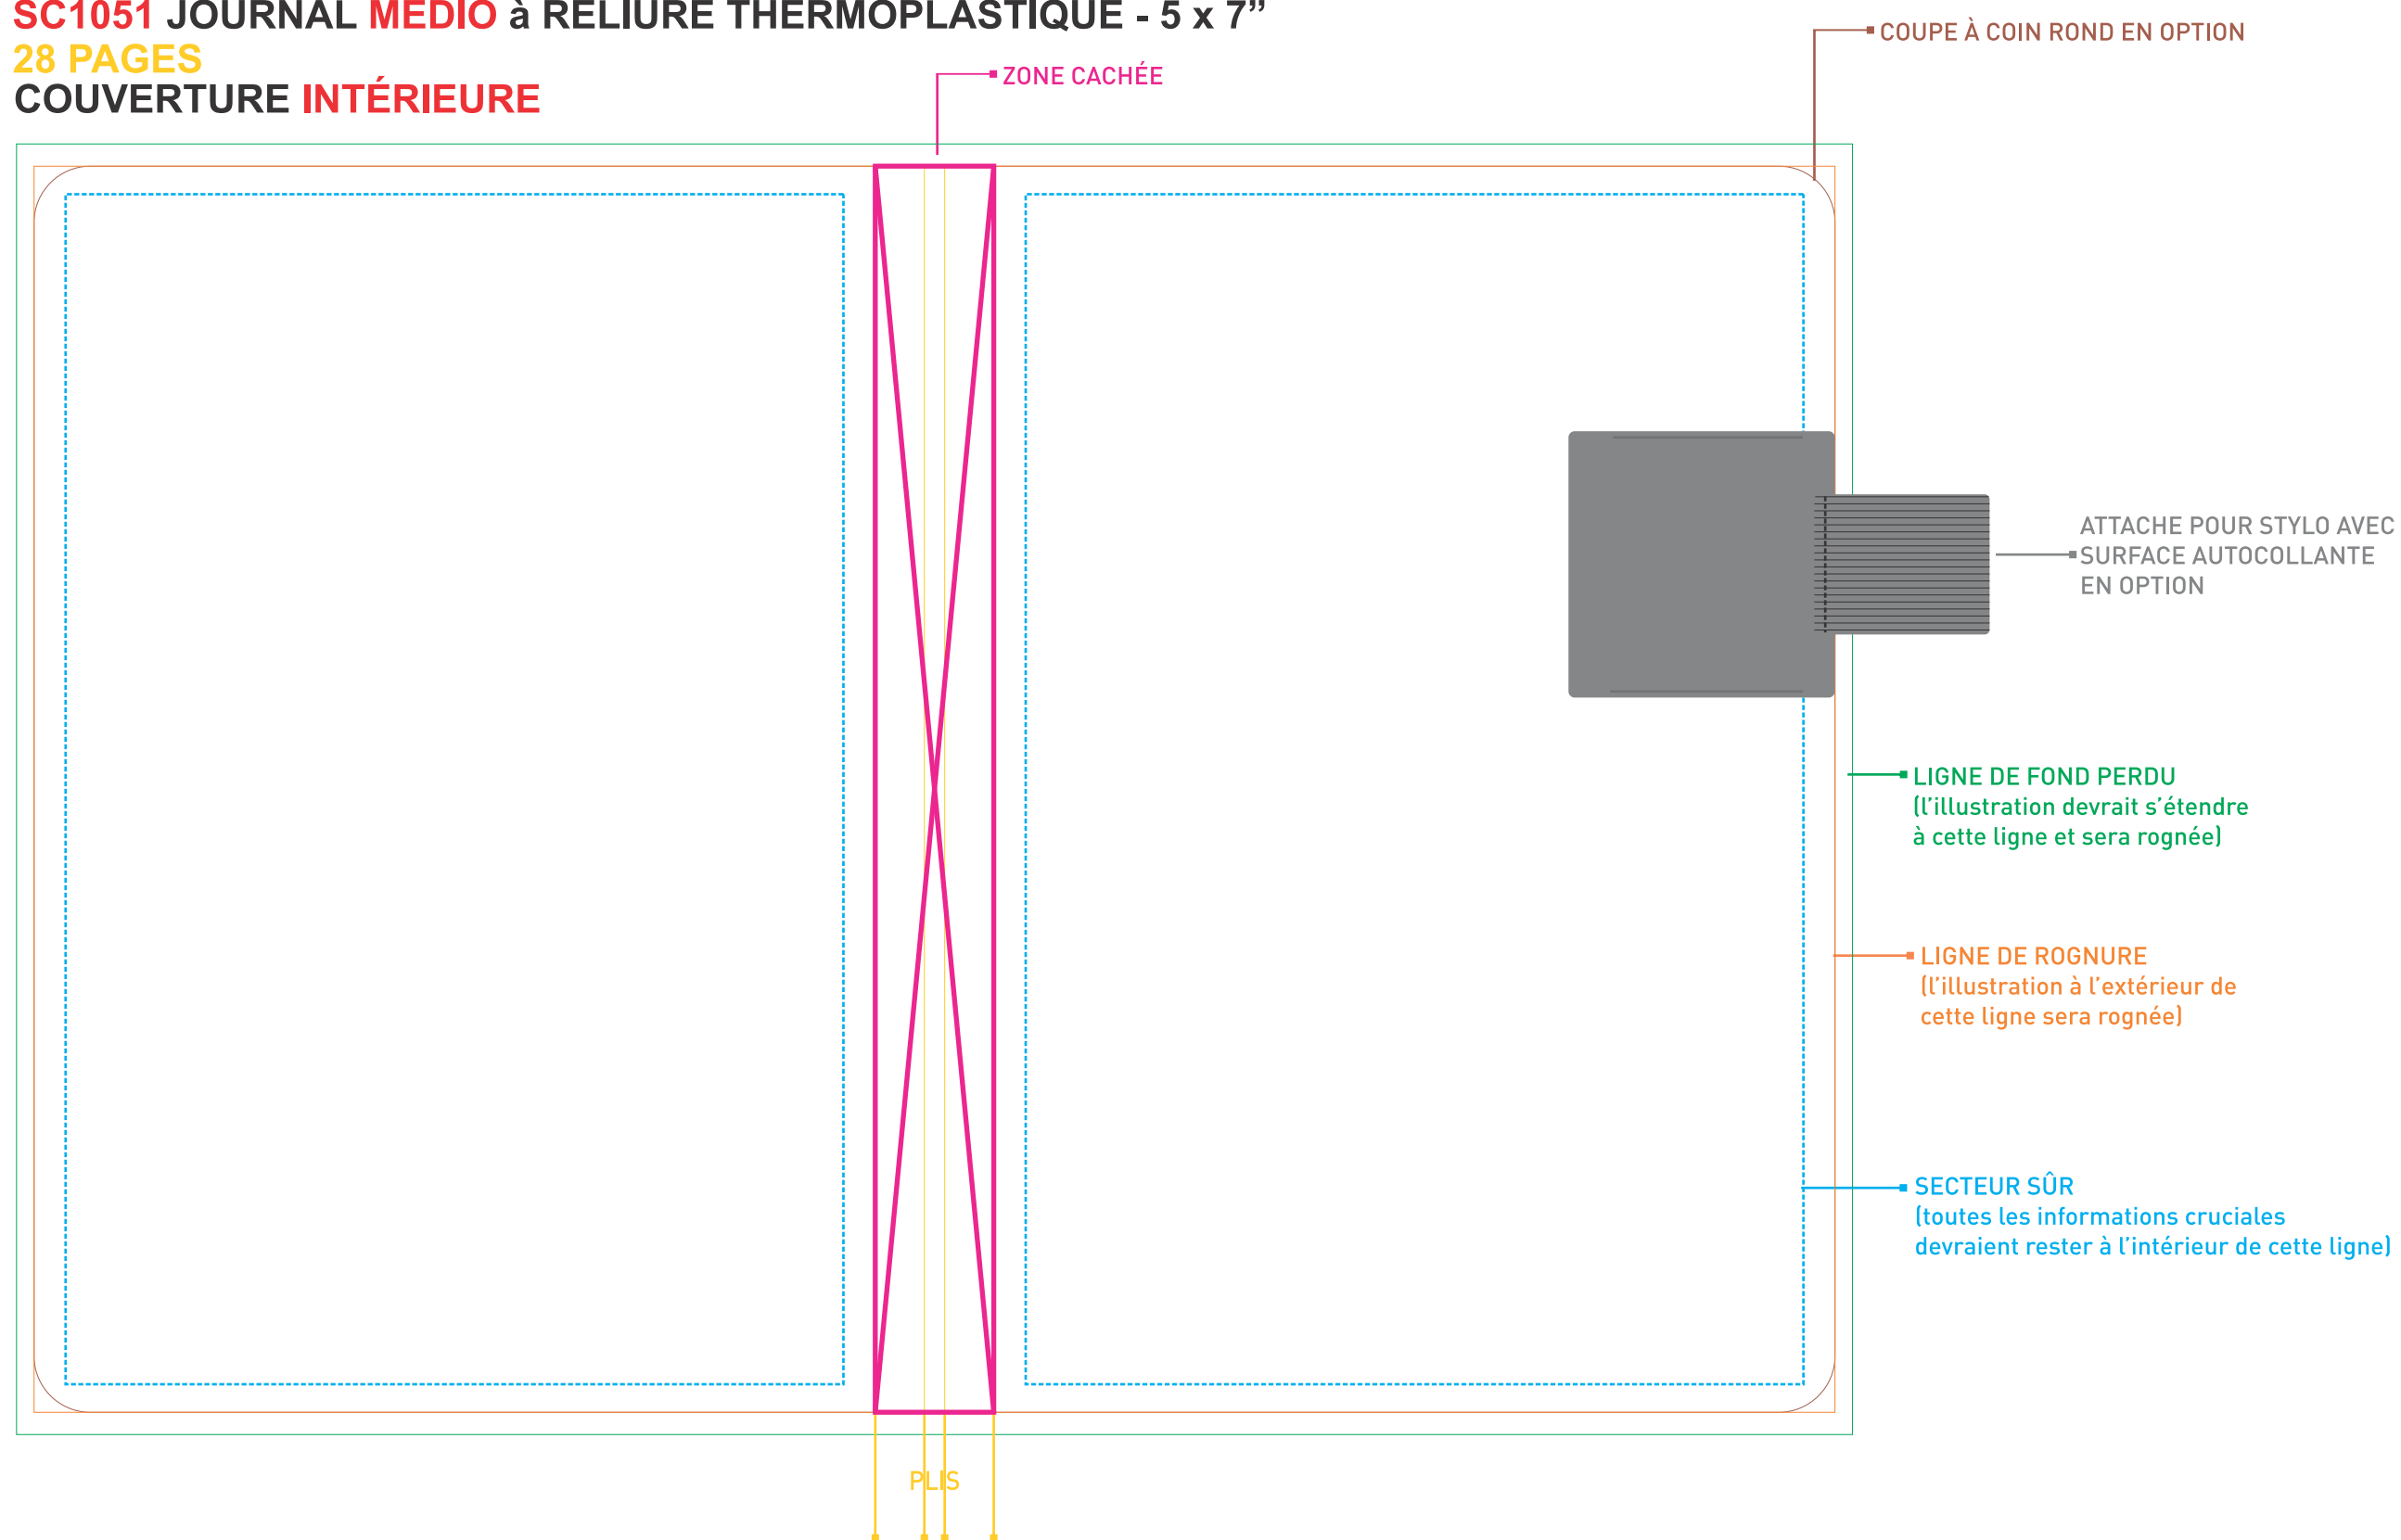 SC1051 JOURNAL MEDIO à RELIURE THERMOPLASTIQUE - 5 x 7”
28 PAGES
COUVERTURE INTÉRIEURE
COUPE À COIN ROND EN OPTION
ZONE CACHÉE
ATTACHE POUR STYLO AVEC
SURFACE AUTOCOLLANTE
EN OPTION
LIGNE DE FOND PERDU
(l’illustration devrait s’étendre
à cette ligne et sera rognée)
LIGNE DE ROGNURE
(l’illustration à l’extérieur de
cette ligne sera rognée)
SECTEUR SÛR
(toutes les informations cruciales
devraient rester à l’intérieur de cette ligne)
PLIS